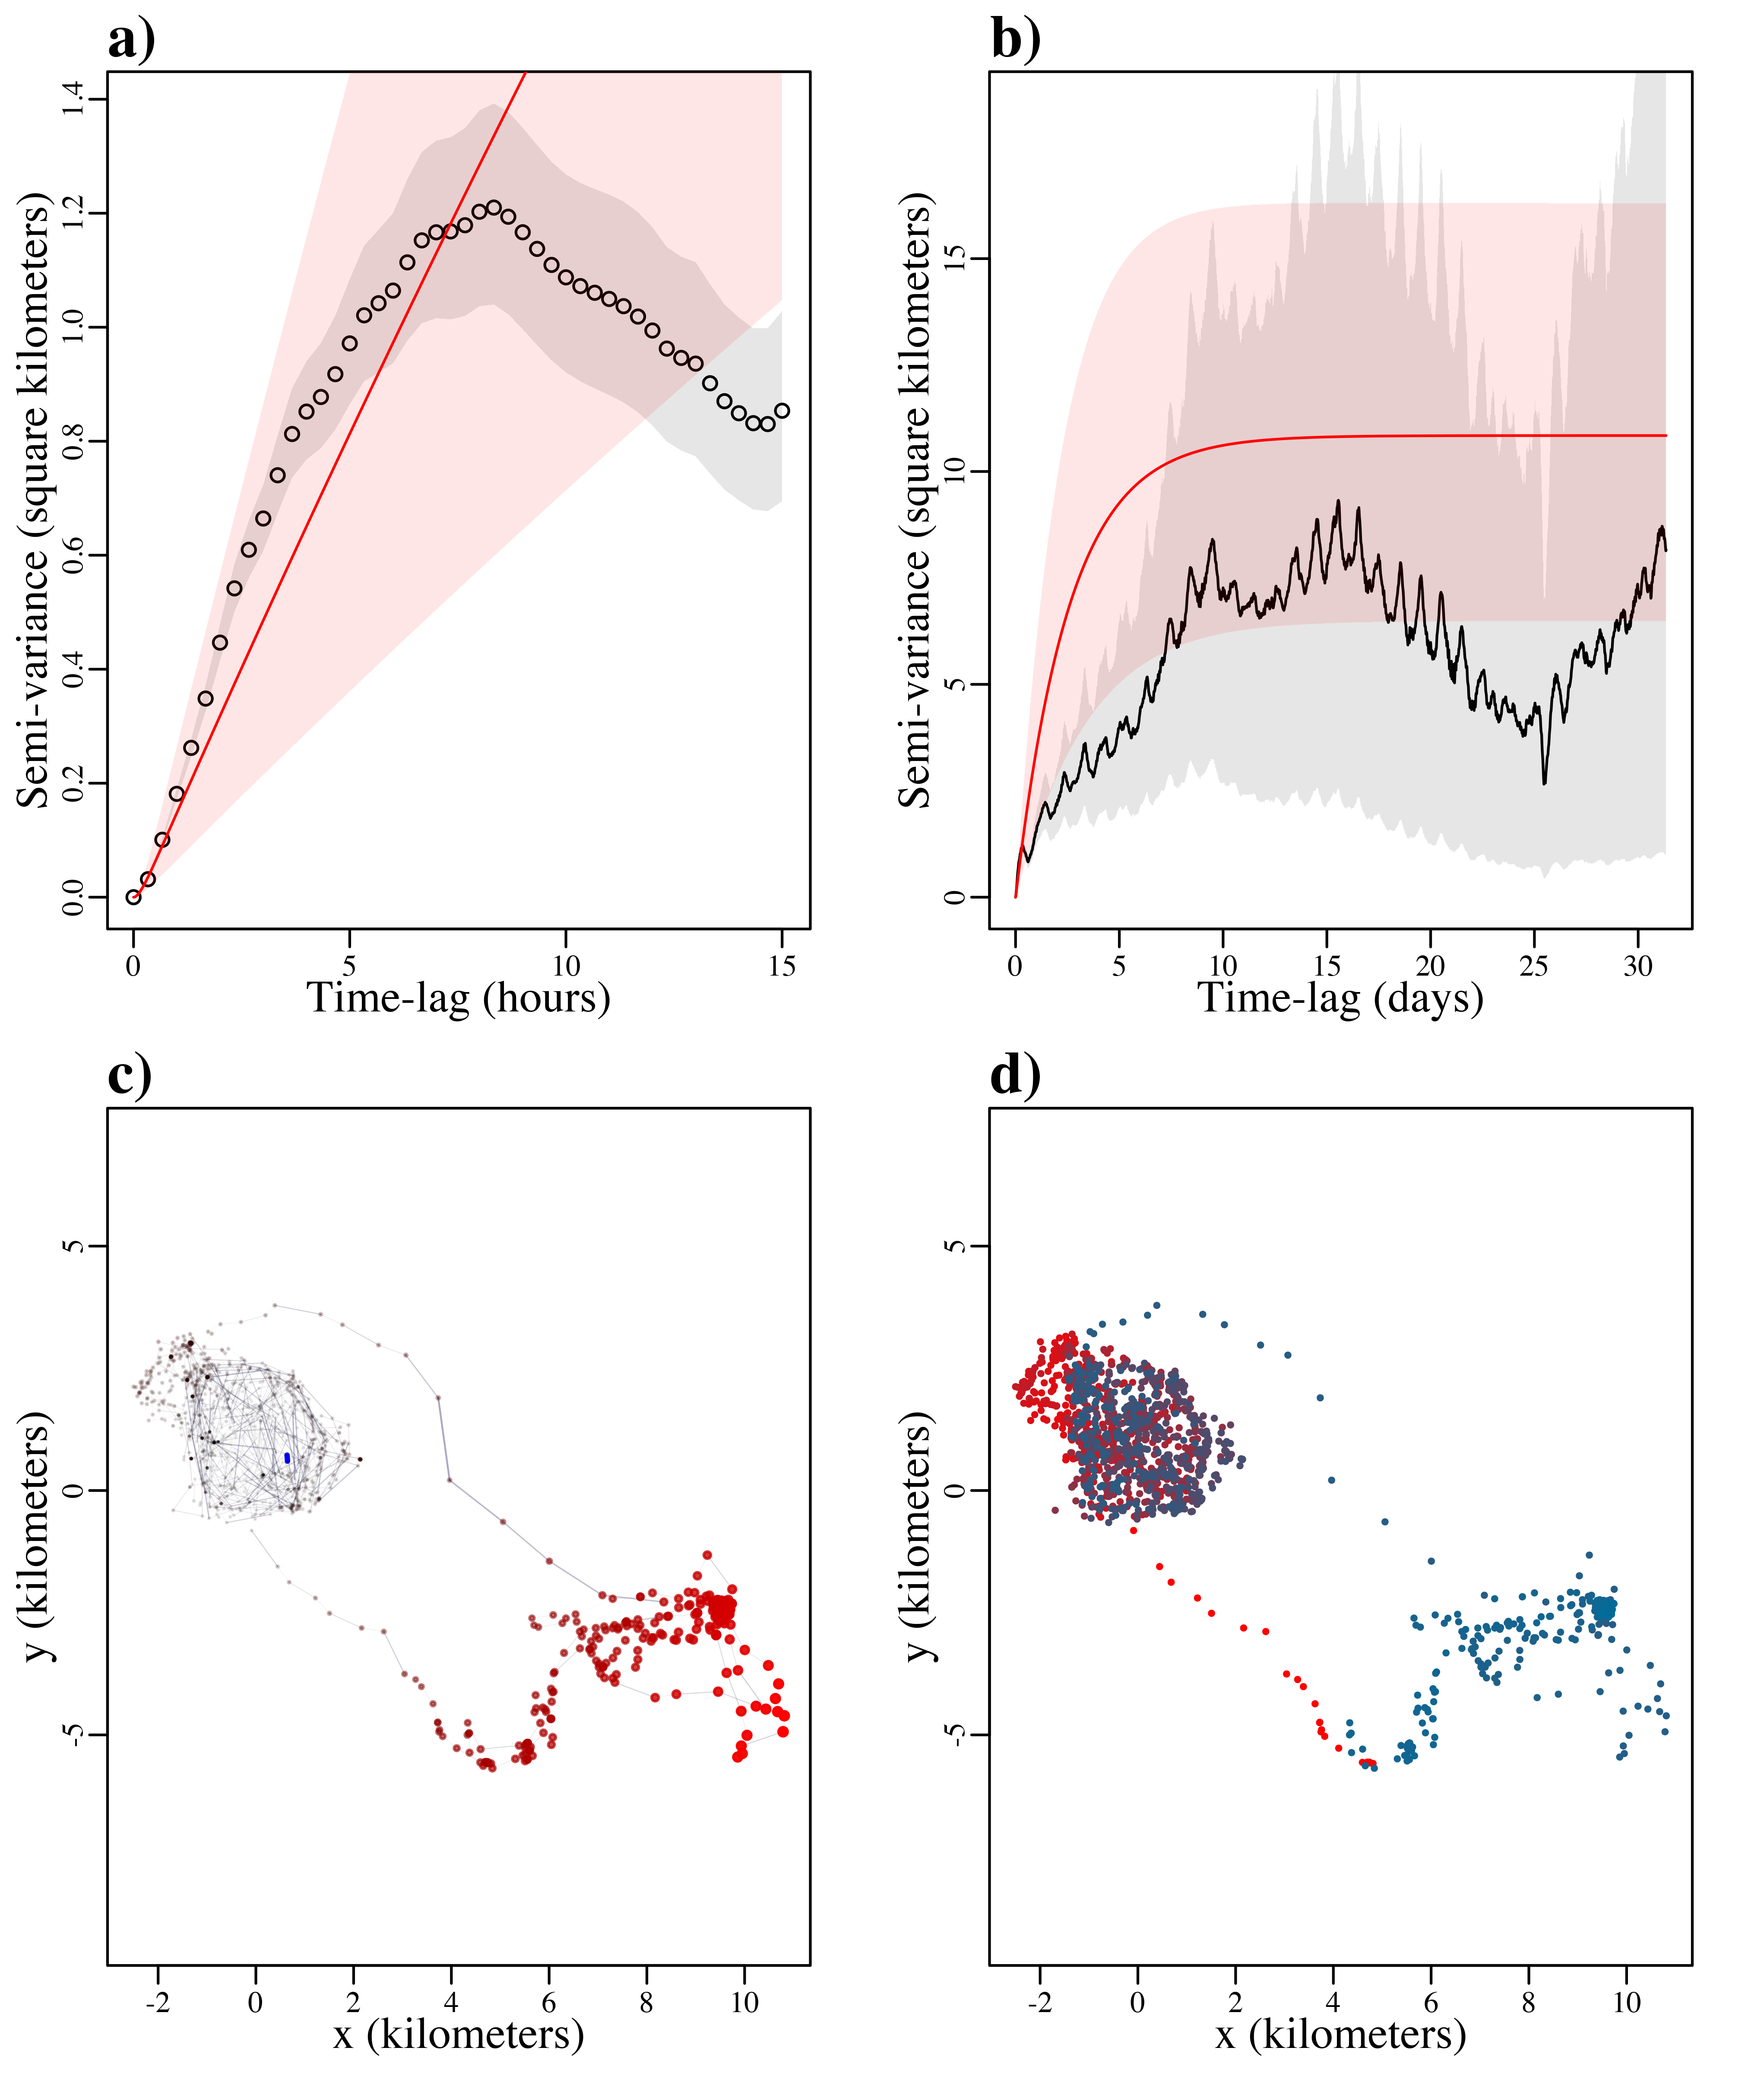 a)
Semi-variance (square kilometers)
1.4
1.2
1.0
0.8
0.6
0.4
0.2
0.0
0 5 10 15
Time-lag (hours)
b)
Semi-variance (square kilometers)
15
10
5
0
0 5 10 15 20 25 30
Time-lag (days)
c)
y (kilometers)
5
0
-5
-2 0 2 4 6 8 10
x (kilometers)
d)
y (kilometers)
5
0
-5
-2 0 2 4 6 8 10
x (kilometers)